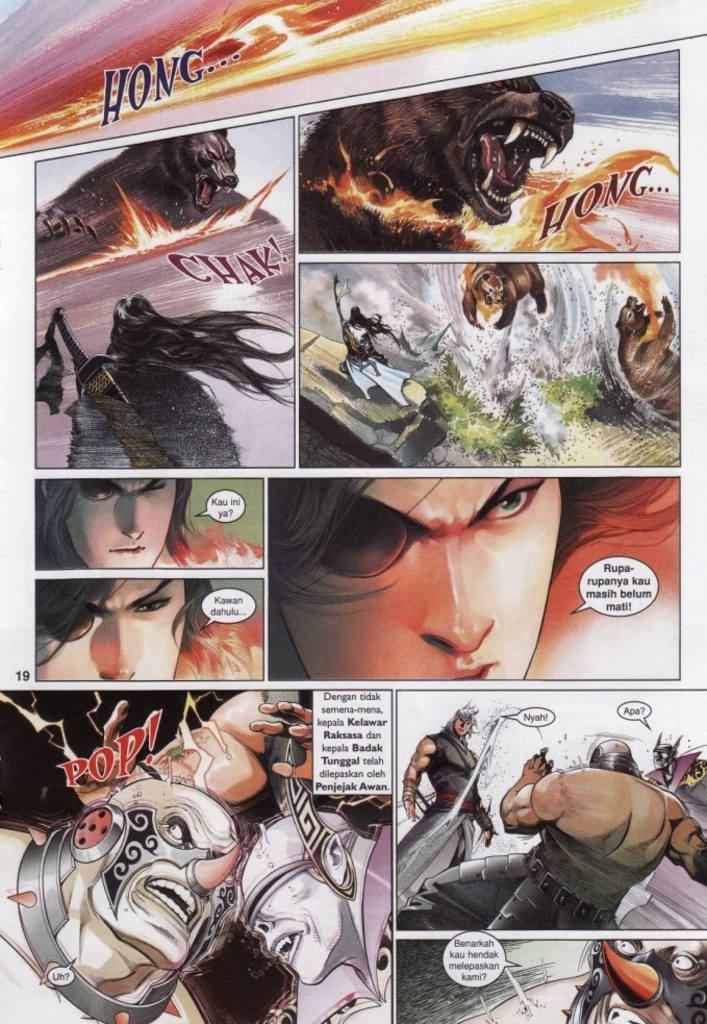 HONG...
HONG...
CHAK!
Kau ini
ya?
Kawan
dahulu...
Rupa-
rupanya kau
masih belum
mati!
19
POP!
Dengan tidak
semena-mena,
kepala Kelawar
Raksasa dan
kepala Badak
Tunggal telah
dilepaskan oleh
Penjejak Awan.
Uh?
Nyah!
Apa?
Benarkah
kau hendak
melepaskan
kami?